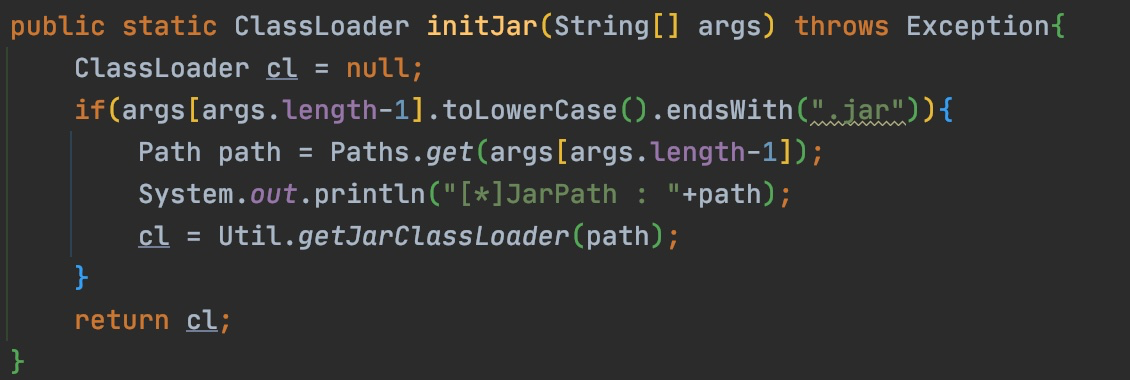 public static ClassLoader initJar(String[] args) throws Exception{
    ClassLoader cl = null;
    if(args[args.length-1].toLowerCase().endsWith(".jar")){
        Path path = Paths.get(args[args.length-1]);
        System.out.println("[*]JarPath : "+path);
        cl = Util.getJarClassLoader(path);
    }
    return cl;
}